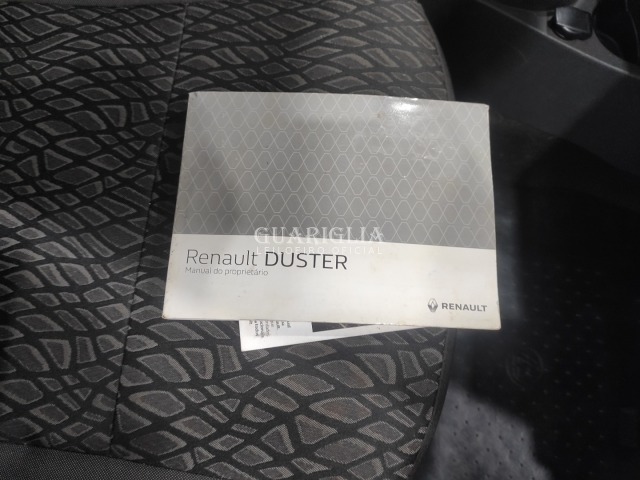 GUARIGLIA
LEILOEIRO OFICIAL
Renault DUSTER
Manual do proprietário
RENAULT